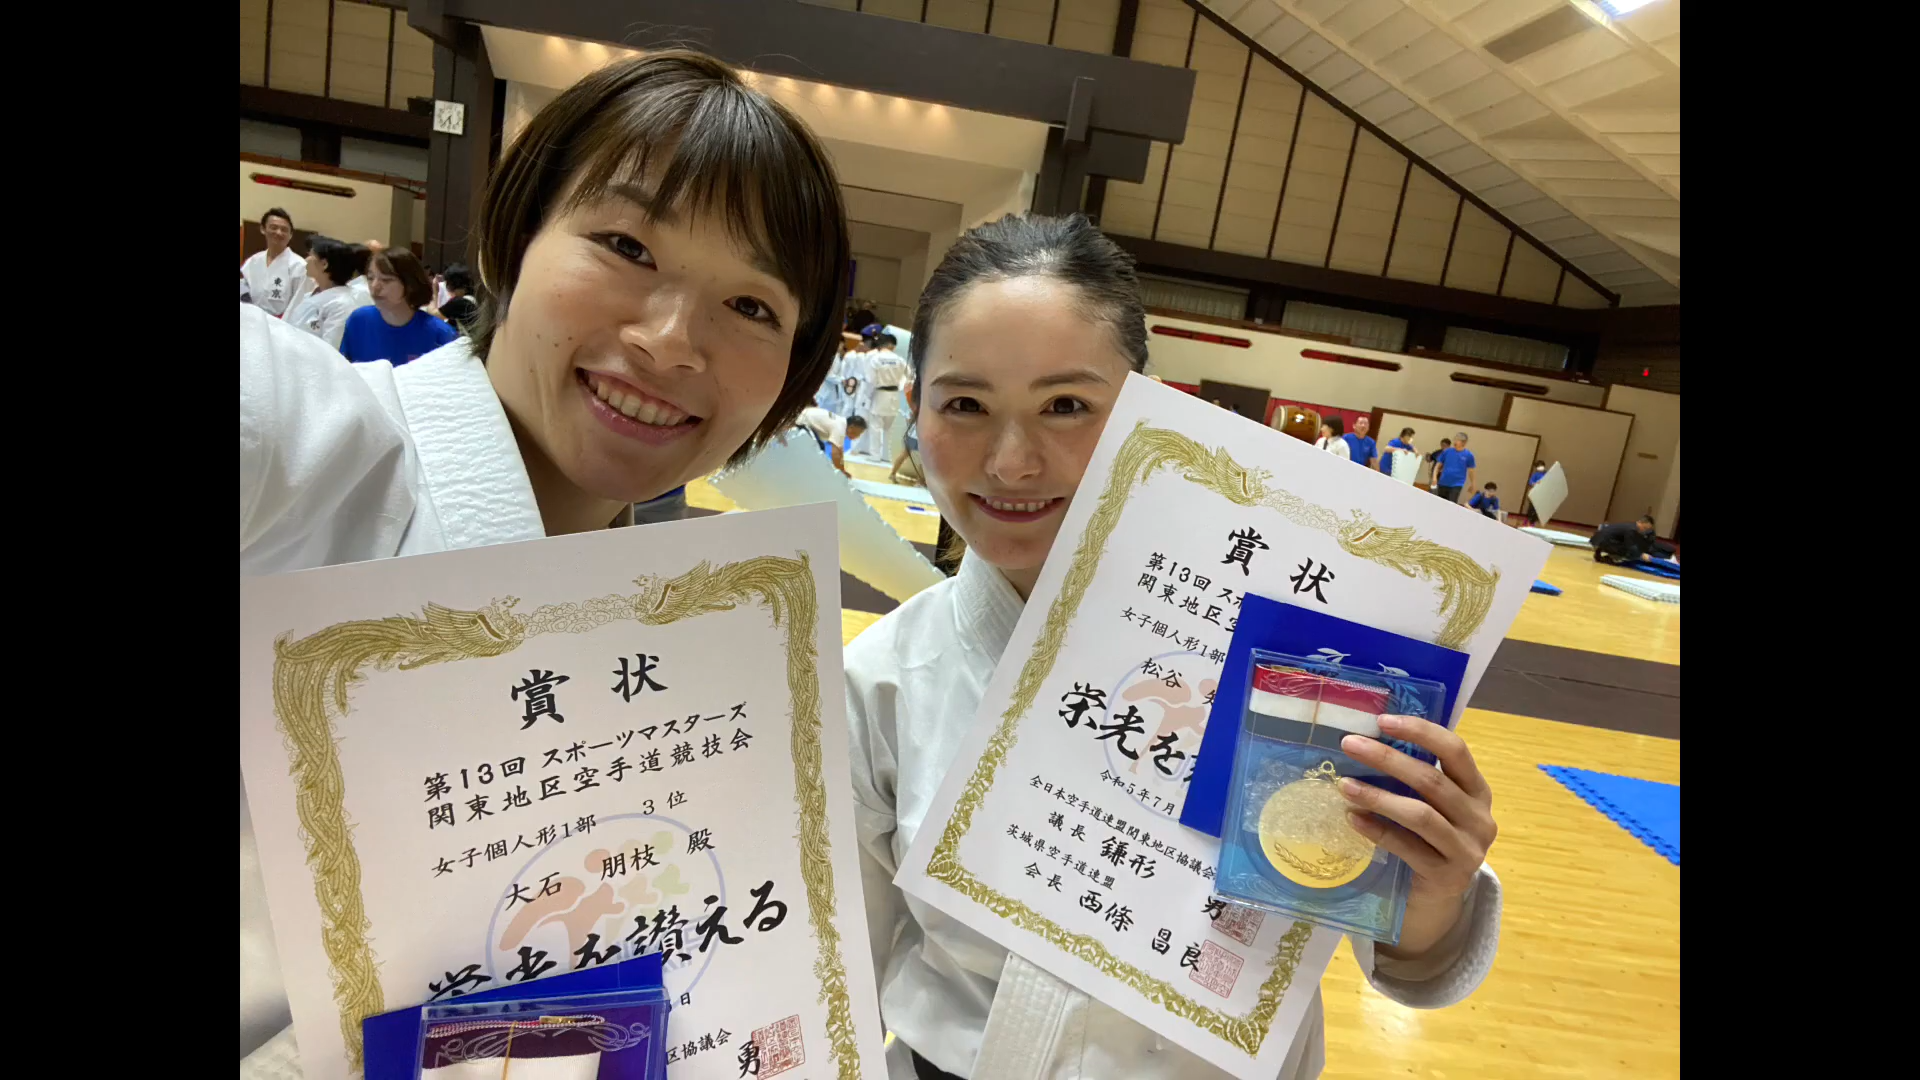 東京
賞状
第13回 スポーツマスターズ
関東地区空手道競技会
女子個人形1部 3位
大石 朋枝 殿
栄光を讃える
日
区協議会
勇
賞状
第13回 スポ
関東地区空
女子個人形1部
松谷
栄光を
令和5年7月
全日本空手道連盟関東地区協議会
議長 鎌形 勇
茨城県空手道連盟
会長 西條 昌良